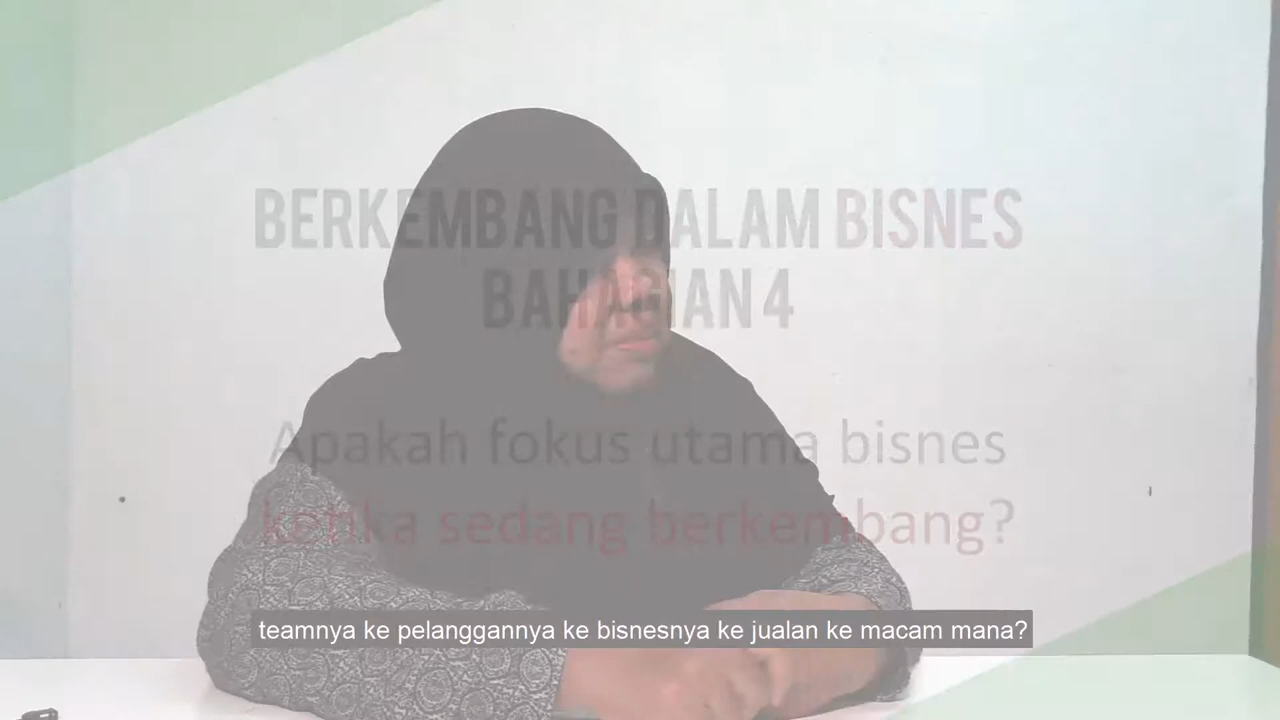 BERKEMBANG DALAM BISNES
BAHAGIAN 4
Apakah fokus utama bisnes
ketika sedang berkembang?
teamnya ke pelanggannya ke bisnesnya ke jualan ke macam mana?